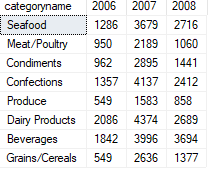 categoryname 2006 2007 2008
Seafood 1286 3679 2716
Meat/Poultry 950 2189 1060
Condiments 962 2895 1441
Confections 1357 4137 2412
Produce 549 1583 858
Dairy Products 2086 4374 2689
Beverages 1842 3996 3694
Grains/Cereals 549 2636 1377